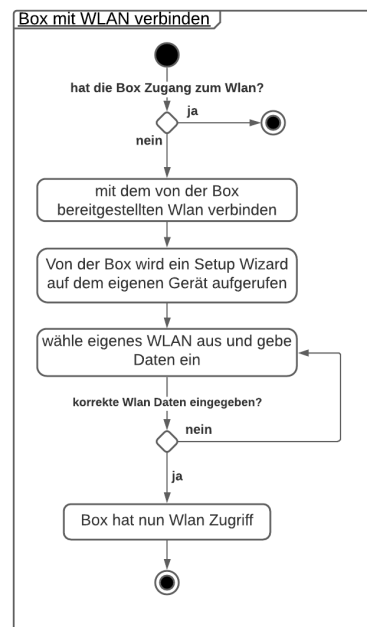 Box mit WLAN verbinden
hat die Box Zugang zum Wlan?
ja
nein
mit dem von der Box
bereitgestellten Wlan verbinden
Von der Box wird ein Setup Wizard
auf dem eigenen Gerät aufgerufen
wähle eigenes WLAN aus und gebe
Daten ein
korrekte Wlan Daten eingegeben?
nein
ja
Box hat nun Wlan Zugriff